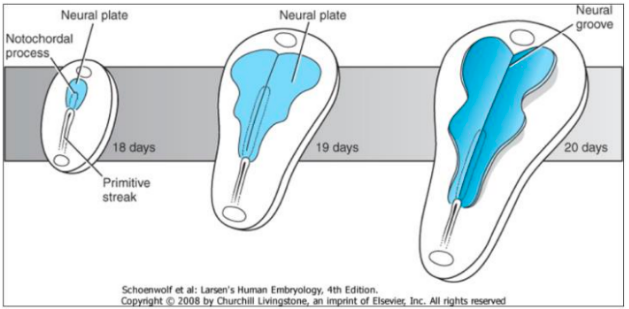 Neural plate
Notochordal
process
18 days
Primitive
streak
Neural plate
19 days
Neural
groove
20 days
Schoenwolf et al: Larsen's Human Embryology, 4th Edition.
Copyright © 2008 by Churchill Livingstone, an imprint of Elsevier, Inc. All rights reserved